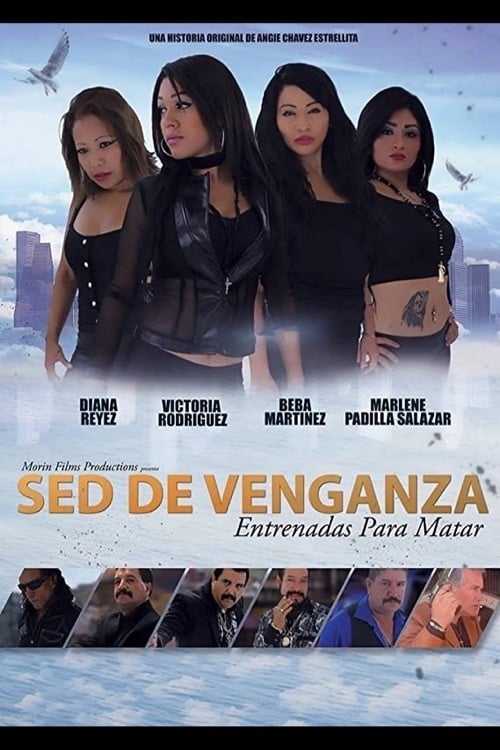 UNA HISTORIA ORIGINAL DE ANGIE CHAVEZ ESTRELLITA
DIANA REYEZ
VICTORIA RODRIGUEZ
BEBA MARTINEZ
MARLENE PADILLA SALAZAR
Morin Films Productions presents
SED DE VENGANZA
Entrenadas Para Matar